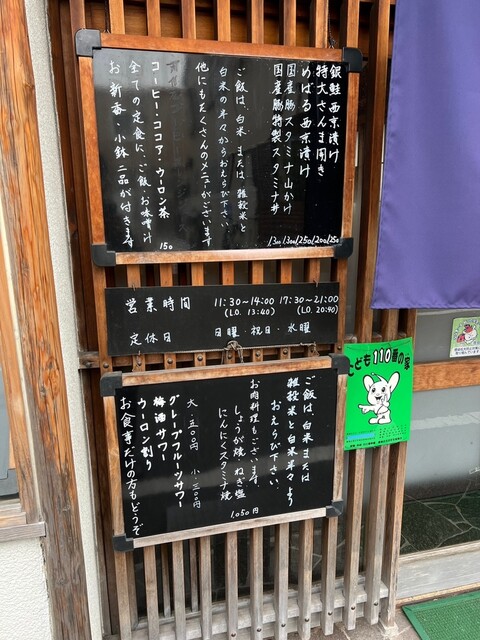 銀鮭西京漬け 1250
特大さんま開き 1200
めばる西京漬け 1250
国産豚スタミナ山かけ 1300
国産豚特製スタミナ丼 1300
ご飯は、白米 または 雑穀米と
白米の半々からおえらび下さい。
他にもたくさんのメニューがございます
コーヒー・ココア・ウーロン茶 150
全ての定食に、ご飯・お味噌汁
お新香・小鉢二品が付きます
営業時間 11:30~14:00 17:30~21:00
(L.O. 13:40) (L.O. 20:40)
定休日 日曜・祝日・水曜
ご飯は、白米または
雑穀米と白米半々より
おえらび下さい。
お肉料理もございます。
しょうが焼 ねぎ塩
にんにくスタミナ焼
1,050円
大・五〇〇円 小・三〇〇円
グレープフルーツサワー
梅酒サワー
ウーロン割り
お食事だけの方もどうぞ
こども110番の家